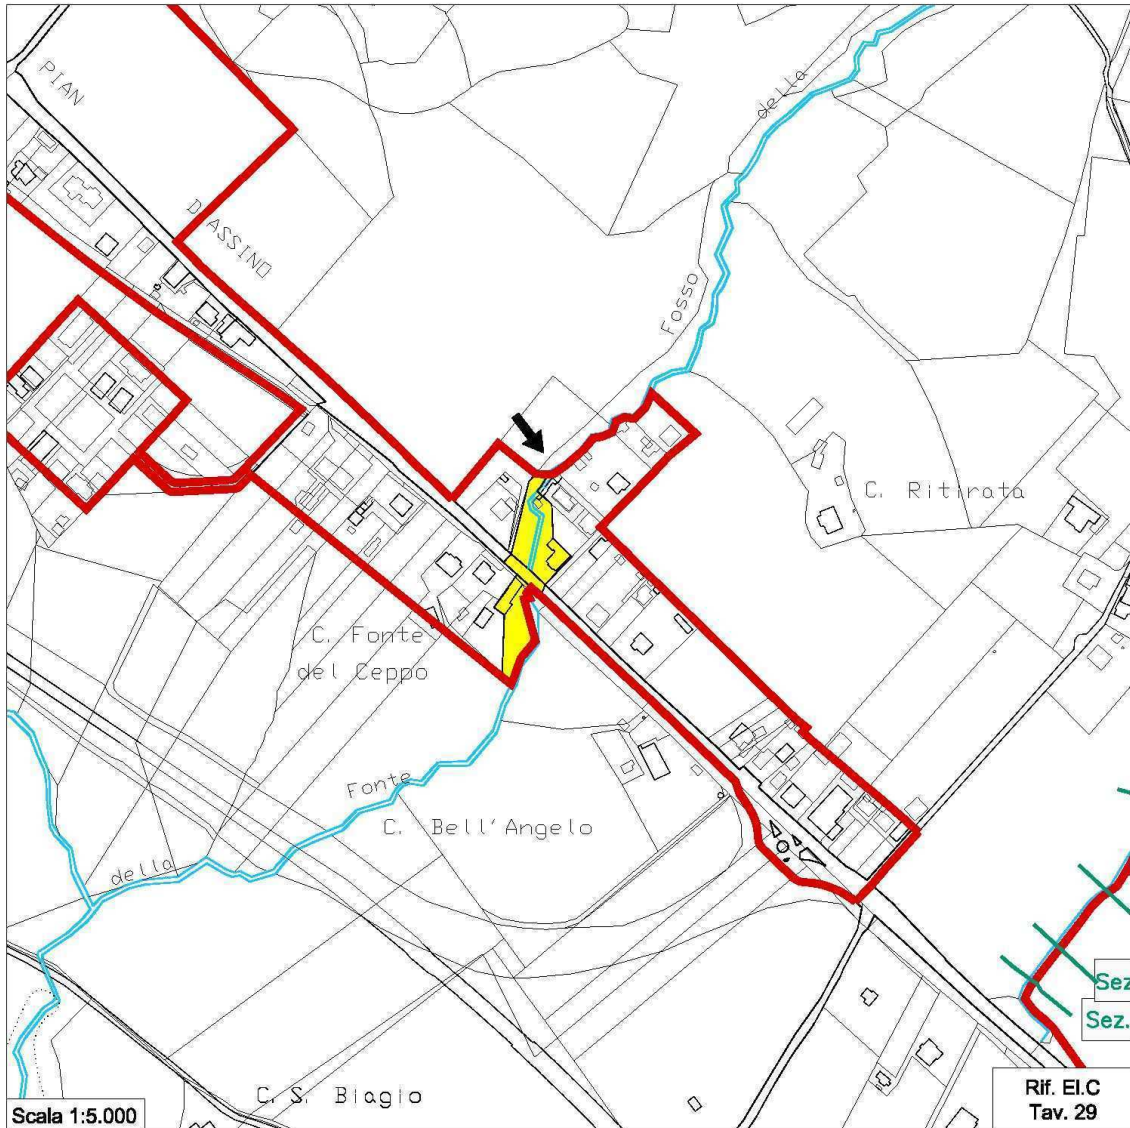 PIAN
D'ASSINO
della
Fosso
C. Ritirata
C. Fonte
del Ceppo
Fonte
C. Bell'Angelo
della
Sez
Sez.
C. S. Biagio
Scala 1:5.000
Rif. El.C
Tav. 29